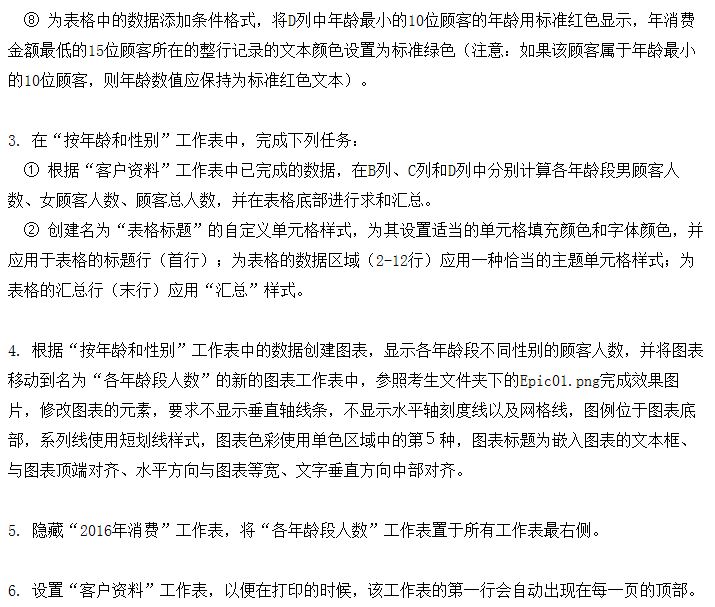 ⑧ 为表格中的数据添加条件格式，将D列中年龄最小的10位顾客的年龄用标准红色显示，年消费
金额最低的15位顾客所在的整行记录的文本颜色设置为标准绿色（注意：如果该顾客属于年龄最小
的10位顾客，则年龄数值应保持为标准红色文本）。
3. 在“按年龄和性别”工作表中，完成下列任务：
① 根据“客户资料”工作表中已完成的数据，在B列、C列和D列中分别计算各年龄段男顾客人
数、女顾客人数、顾客总人数，并在表格底部进行求和汇总。
② 创建名为“表格标题”的自定义单元格样式，为其设置适当的单元格填充颜色和字体颜色，并
应用于表格的标题行（首行）；为表格的数据区域（2-12行）应用一种恰当的主题单元格样式；为
表格的汇总行（末行）应用“汇总”样式。
4. 根据“按年龄和性别”工作表中的数据创建图表，显示各年龄段不同性别的顾客人数，并将图表
移动到名为“各年龄段人数”的新的图表工作表中，参照考生文件夹下的Epic01.png完成效果图
片，修改图表的元素，要求不显示垂直轴线条，不显示水平轴刻度线以及网格线，图例位于图表底
部，系列线使用短划线样式，图表色彩使用单色区域中的第５种，图表标题为嵌入图表的文本框、
与图表顶端对齐、水平方向与图表等宽、文字垂直方向中部对齐。
5. 隐藏“2016年消费”工作表，将“各年龄段人数”工作表置于所有工作表最右侧。
6. 设置“客户资料”工作表，以便在打印的时候，该工作表的第一行会自动出现在每一页的顶部。